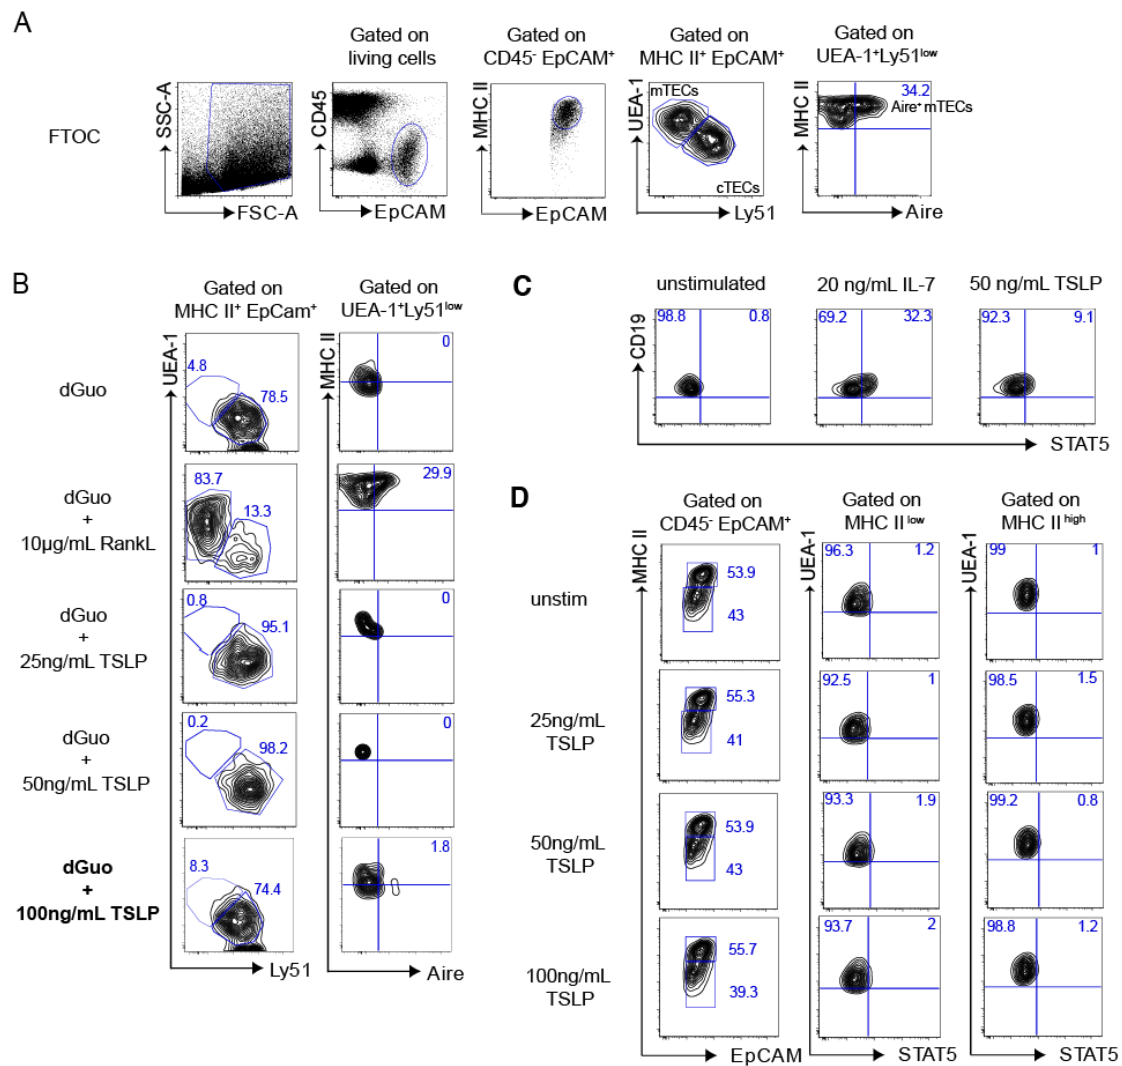 A
Gated on
living cells
Gated on
CD45- EpCAM+
Gated on
MHC II+ EpCAM+
Gated on
UEA-1+Ly51low
FTOC
SSC-A
FSC-A
CD45
EpCAM
MHC II
EpCAM
UEA-1
mTECs
cTECs
Ly51
MHC II
34.2
Aire+ mTECs
Aire
B
Gated on
MHC II+ EpCam+
Gated on
UEA-1+Ly51low
UEA-1
MHC II
dGuo
4.8
78.5
0
dGuo
+
10µg/mL RankL
83.7
13.3
29.9
dGuo
+
25ng/mL TSLP
0.8
95.1
0
dGuo
+
50ng/mL TSLP
0.2
98.2
0
dGuo
+
100ng/mL TSLP
8.3
74.4
1.8
Ly51
Aire
C
unstimulated
20 ng/mL IL-7
50 ng/mL TSLP
CD19
98.8
0.8
69.2
32.3
92.3
9.1
STAT5
D
Gated on
CD45- EpCAM+
Gated on
MHC II low
Gated on
MHC II high
MHC II
UEA-1
UEA-1
unstim
53.9
43
96.3
1.2
99
1
25ng/mL
TSLP
55.3
41
92.5
1
98.5
1.5
50ng/mL
TSLP
53.9
43
93.3
1.9
99.2
0.8
100ng/mL
TSLP
55.7
39.3
93.7
2
98.8
1.2
EpCAM
STAT5
STAT5